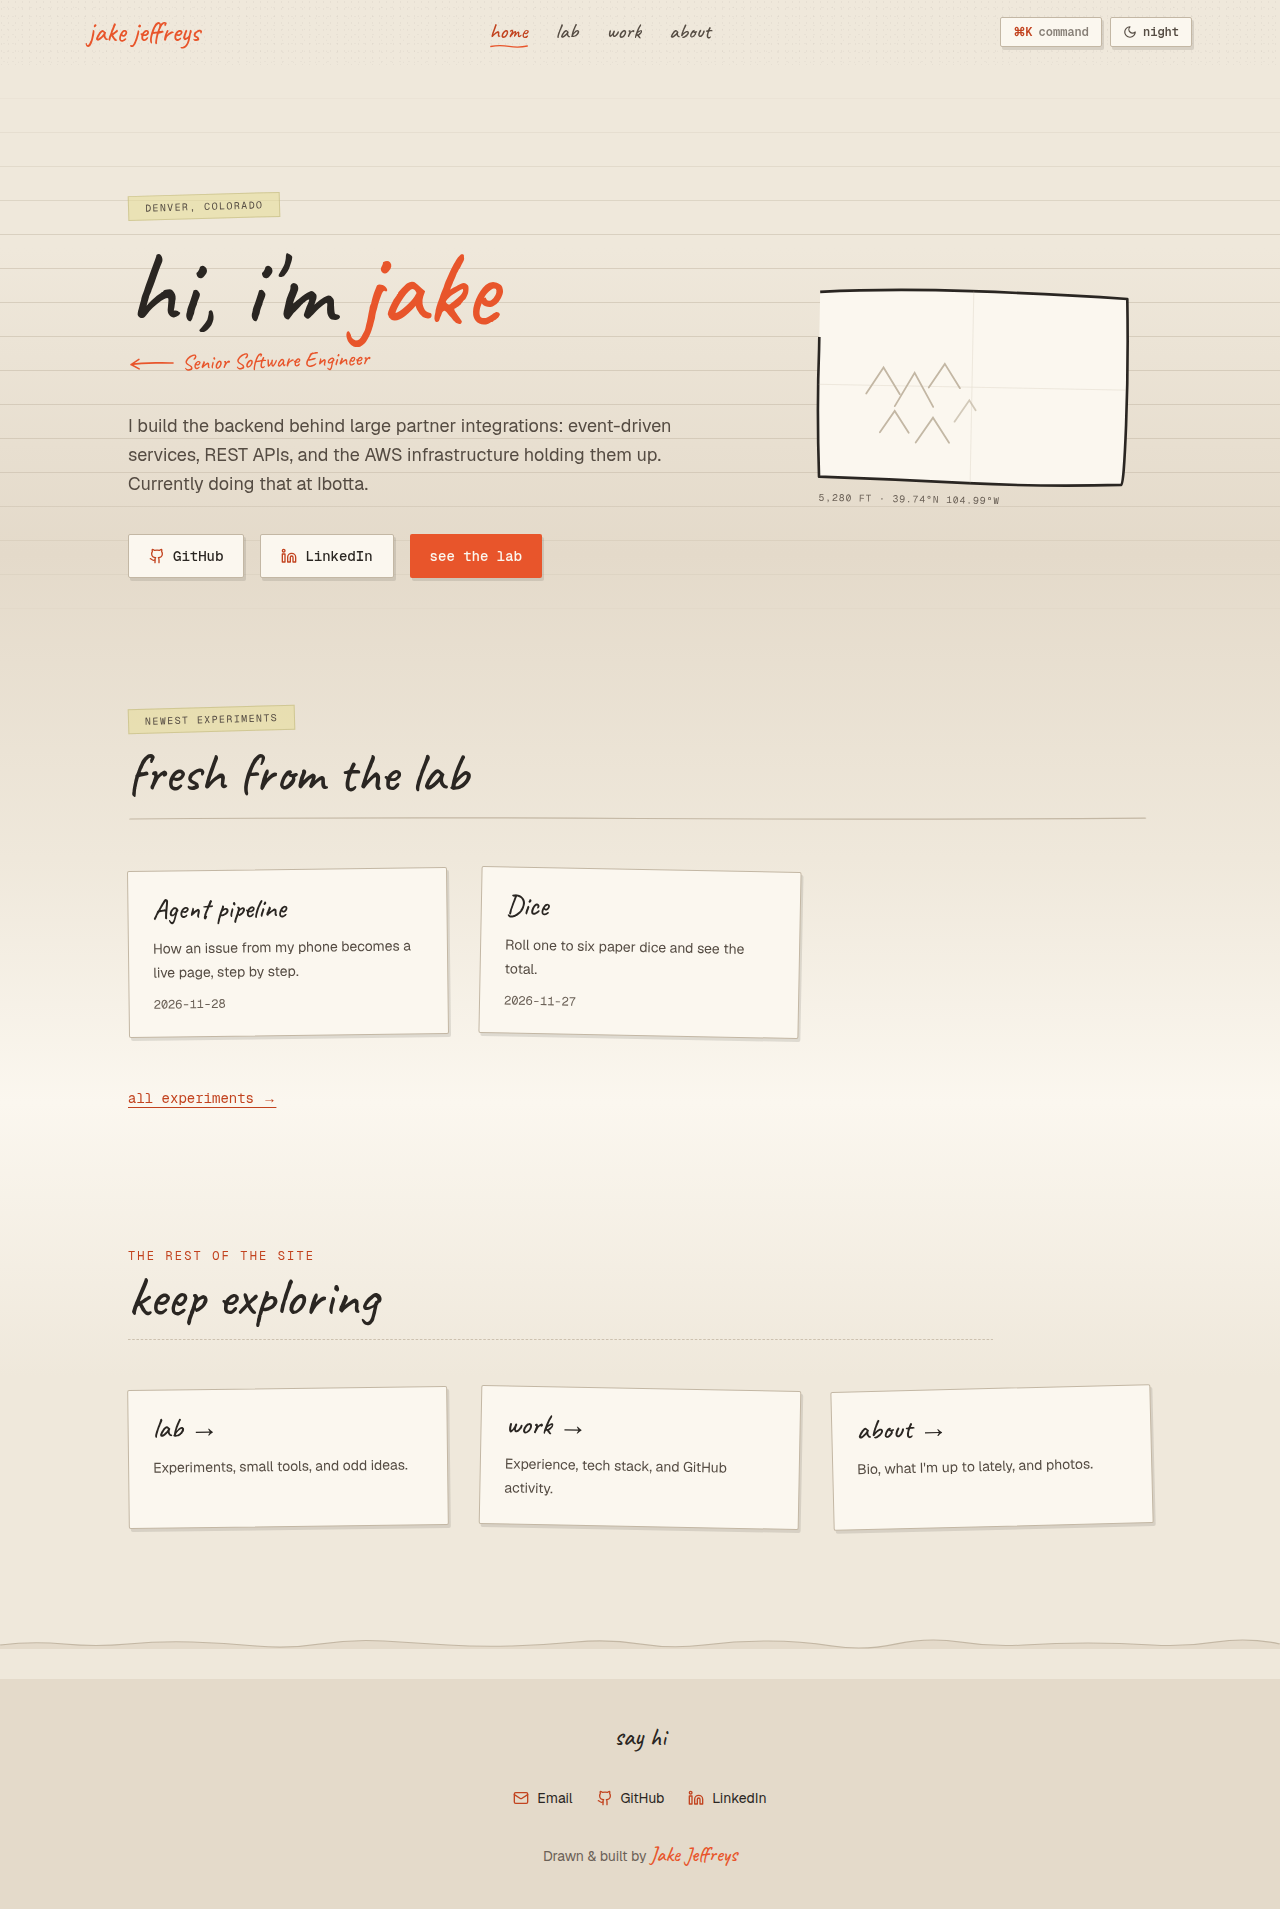 jake jeffreys
home lab work about
⌘K command
night
DENVER, COLORADO
hi, i'm jake
Senior Software Engineer
I build the backend behind large partner integrations: event-driven
services, REST APIs, and the AWS infrastructure holding them up.
Currently doing that at Ibotta.
GitHub
LinkedIn
see the lab
5,280 FT · 39.74°N 104.99°W
NEWEST EXPERIMENTS
fresh from the lab
Agent pipeline
How an issue from my phone becomes a
live page, step by step.
2026-11-28
Dice
Roll one to six paper dice and see the
total.
2026-11-27
all experiments →
THE REST OF THE SITE
keep exploring
lab →
Experiments, small tools, and odd ideas.
work →
Experience, tech stack, and GitHub
activity.
about →
Bio, what I'm up to lately, and photos.
say hi
Email GitHub LinkedIn
Drawn & built by Jake Jeffreys